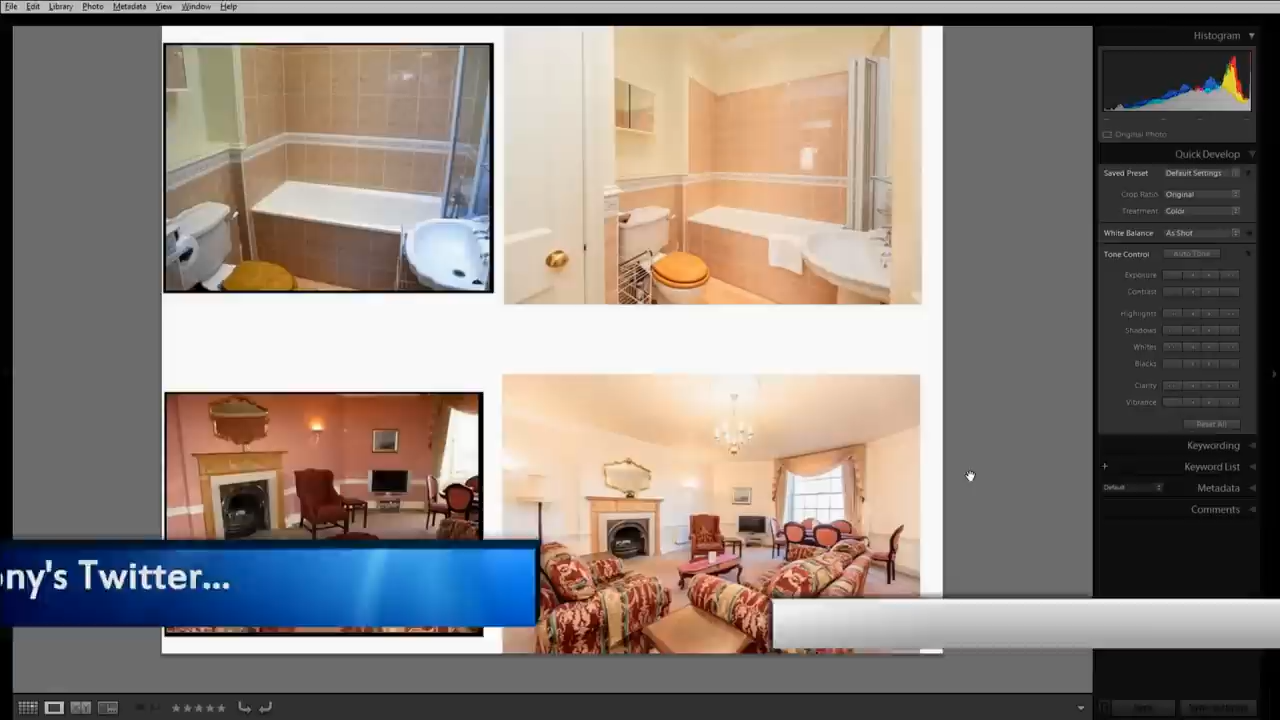 File Edit Library Photo Metadata View Window Help
Histogram
Original Photo
Quick Develop
Saved Preset Default Settings
Crop Ratio: Original
Treatment: Color
White Balance As Shot
Tone Control Auto Tone
Exposure
Contrast
Highlights
Shadows
Whites
Blacks
Clarity
Vibrance
Reset All
Keywording
+ Keyword List
Default Metadata
Comments
ony's Twitter...